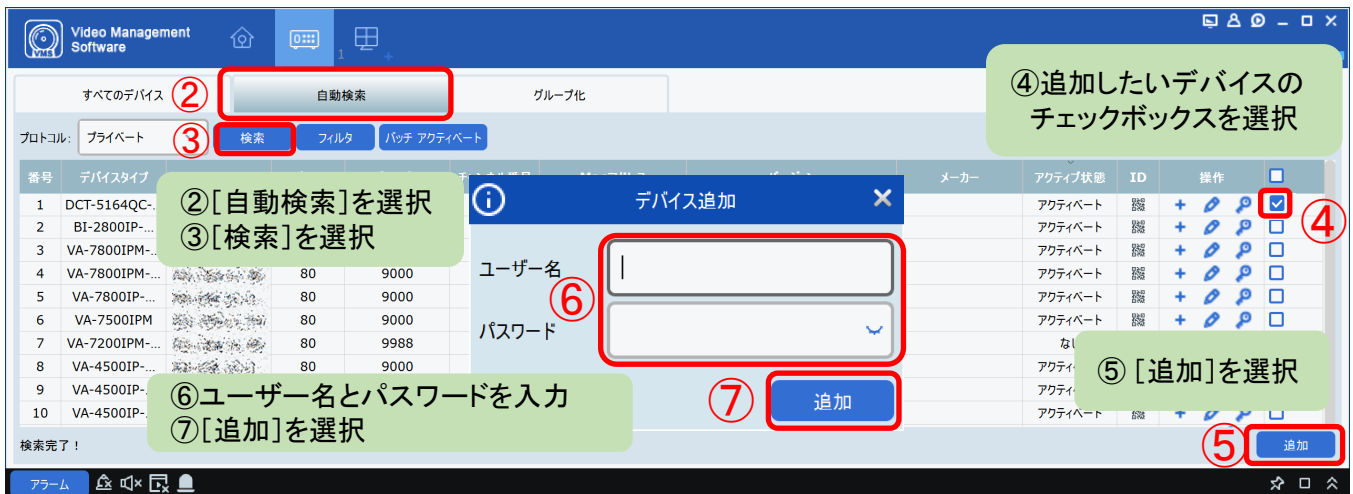 Video Management
Software
VMS
1
+
すべてのデバイス
②
自動検索
グループ化
④追加したいデバイスの
チェックボックスを選択
プロトコル:
プライベート
③
検索
フィルタ
バッチ アクティベート
番号
デバイスタイプ
メーカー
アクティブ状態
ID
操作
1 DCT-5164QC-... アクティベート
2 BI-2800IP-... アクティベート
3 VA-7800IPM-... アクティベート
4 VA-7800IPM-... 80 9000 アクティベート
5 VA-7800IP-... 80 9000 アクティベート
6 VA-7500IPM 80 9000 アクティベート
7 VA-7200IPM-... 80 9988
8 VA-4500IP-... 80 9000
9 VA-4500IP-
10 VA-4500IP- アクティベート
②[自動検索]を選択
③[検索]を選択
④
デバイス追加
ユーザー名
⑥
パスワード
⑦
追加
⑤ [追加]を選択
⑥ユーザー名とパスワードを入力
⑦[追加]を選択
検索完了！
⑤
追加
アラーム